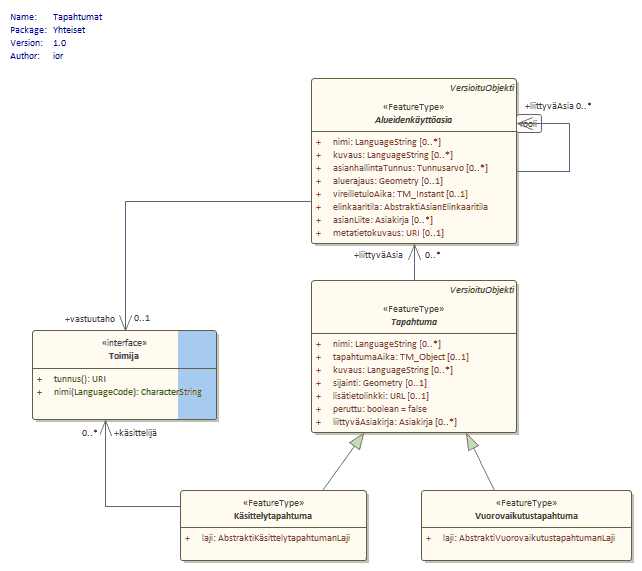 Name: Tapahtumat
Package: Yhteiset
Version: 1.0
Author: ior
VersioituObjekti
«FeatureType»
Alueidenkäyttöasia
+ nimi: LanguageString [0..*]
+ kuvaus: LanguageString [0..*]
+ asianhallintaTunnus: Tunnusarvo [0..*]
+ aluerajaus: Geometry [0..1]
+ vireilletuloAika: TM_Instant [0..1]
+ elinkaaritila: AbstraktiAsianElinkaaritila
+ asianLiite: Asiakirja [0..*]
+ metatietokuvaus: URI [0..1]
+liittyväAsia 0..*
rooli
+liittyväAsia 0..*
VersioituObjekti
«FeatureType»
Tapahtuma
+ nimi: LanguageString [0..*]
+ tapahtumaAika: TM_Object [0..1]
+ kuvaus: LanguageString [0..*]
+ sijainti: Geometry [0..1]
+ lisätietolinkki: URL [0..1]
+ peruttu: boolean = false
+ liittyväAsiakirja: Asiakirja [0..*]
+vastuutaho 0..1
«interface»
Toimija
+ tunnus(): URI
+ nimi(LanguageCode): CharacterString
0..* +käsittelijä
«FeatureType»
Käsittelytapahtuma
+ laji: AbstraktiKäsittelytapahtumanLaji
«FeatureType»
Vuorovaikutustapahtuma
+ laji: AbstraktiVuorovaikutustapahtumanLaji